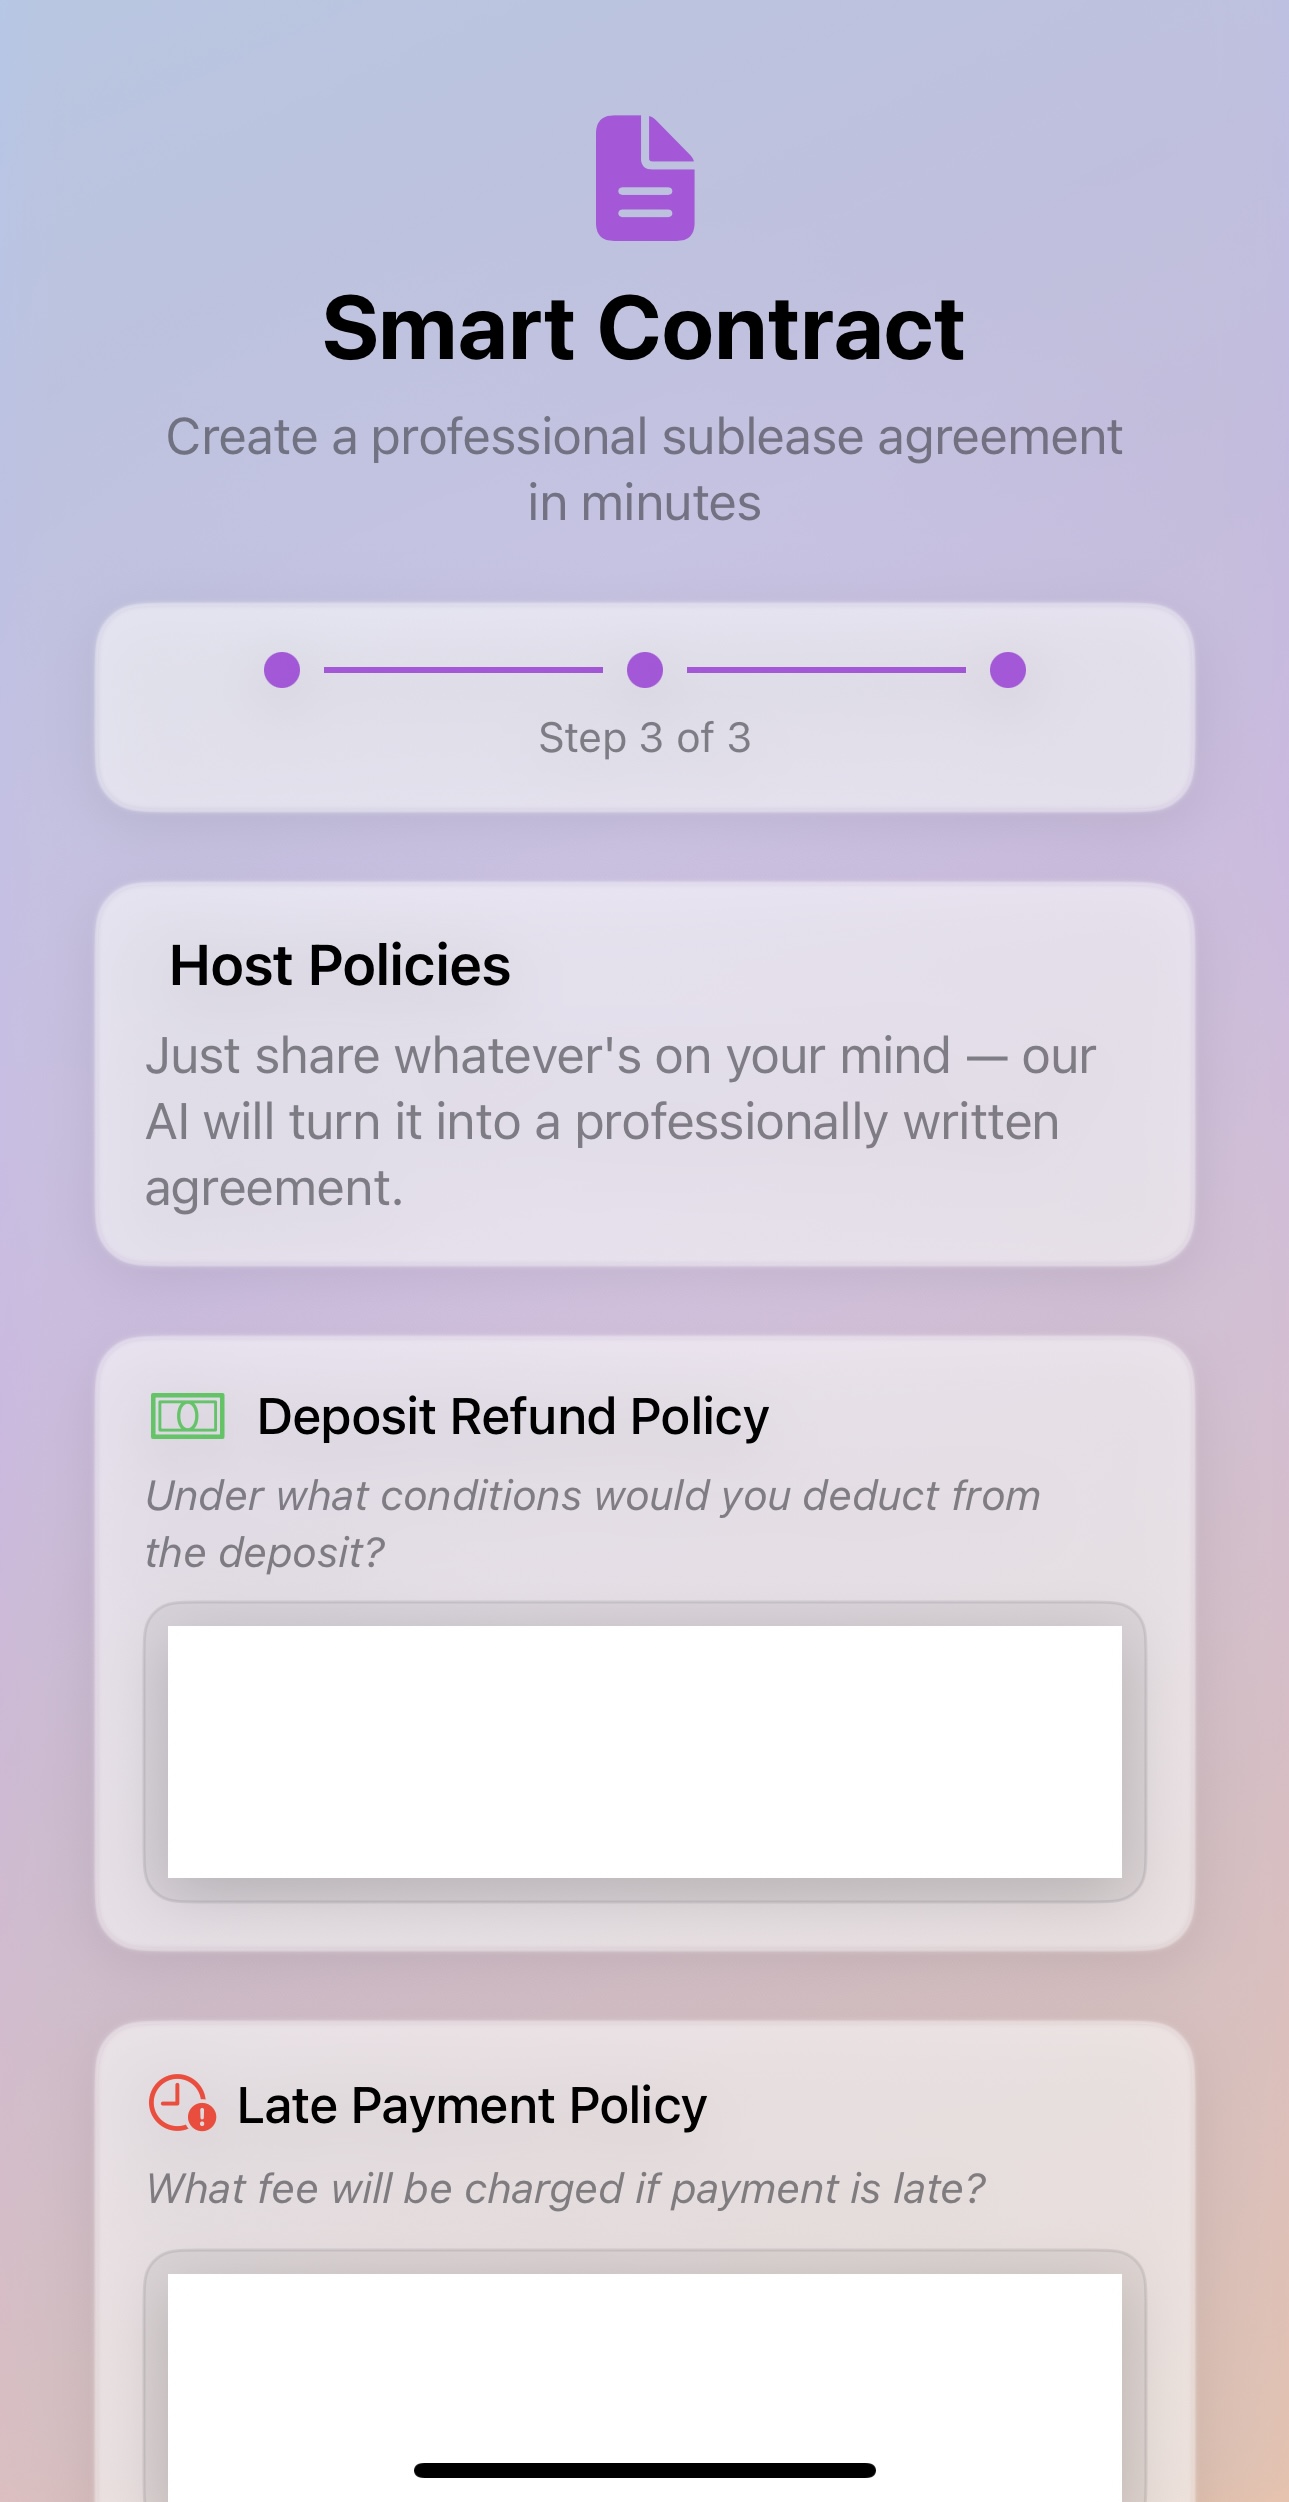 Smart Contract
Create a professional sublease agreement
in minutes
Step 3 of 3
Host Policies
Just share whatever's on your mind — our
AI will turn it into a professionally written
agreement.
Deposit Refund Policy
Under what conditions would you deduct from
the deposit?
Late Payment Policy
What fee will be charged if payment is late?